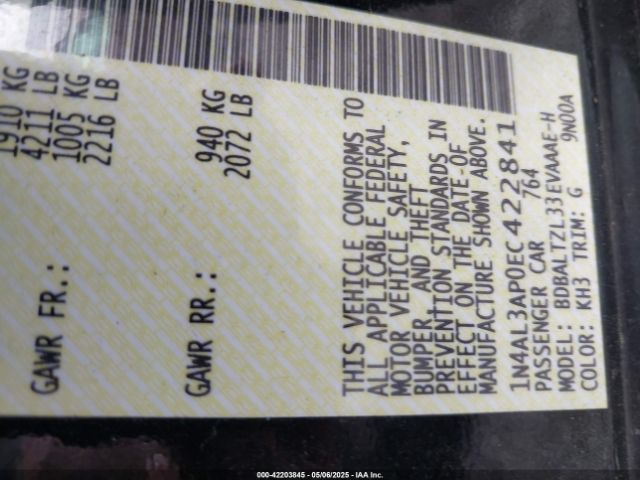 1910 KG
4211 LB
GAWR FR.: 1005 KG
2216 LB
GAWR RR.: 940 KG
2072 LB
THIS VEHICLE CONFORMS TO
ALL APPLICABLE FEDERAL
MOTOR VEHICLE SAFETY,
BUMPER, AND THEFT
PREVENTION STANDARDS IN
EFFECT ON THE DATE OF
MANUFACTURE SHOWN ABOVE.
1N4AL3AP0EC422841
PASSENGER CAR 764
MODEL: BDBALTZL33EVAAAE-H
COLOR: KH3 TRIM: G 9N00A
000-42203845 - 05/06/2025 - IAA Inc.